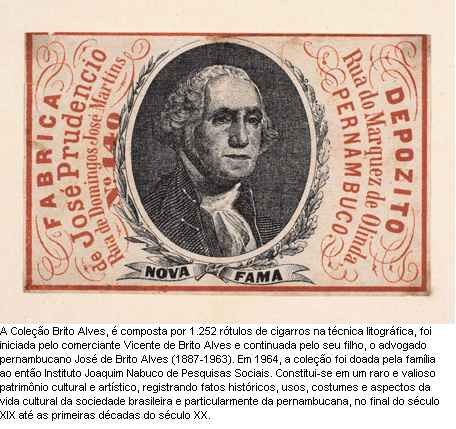 FABRICA
de José Prudencio
Rua de Domingos José Martins
Nº 140
NOVA FAMA
DEPOZITO
Rua do Marquez de Olinda
PERNAMBUCO
A Coleção Brito Alves, é composta por 1.252 rótulos de cigarros na técnica litográfica, foi
iniciada pelo comerciante Vicente de Brito Alves e continuada pelo seu filho, o advogado
pernambucano José de Brito Alves (1887-1963). Em 1964, a coleção foi doada pela família
ao então Instituto Joaquim Nabuco de Pesquisas Sociais. Constitui-se em um raro e valioso
patrimônio cultural e artístico, registrando fatos históricos, usos, costumes e aspectos da
vida cultural da sociedade brasileira e particularmente da pernambucana, no final do século
XIX até as primeiras décadas do século XX.